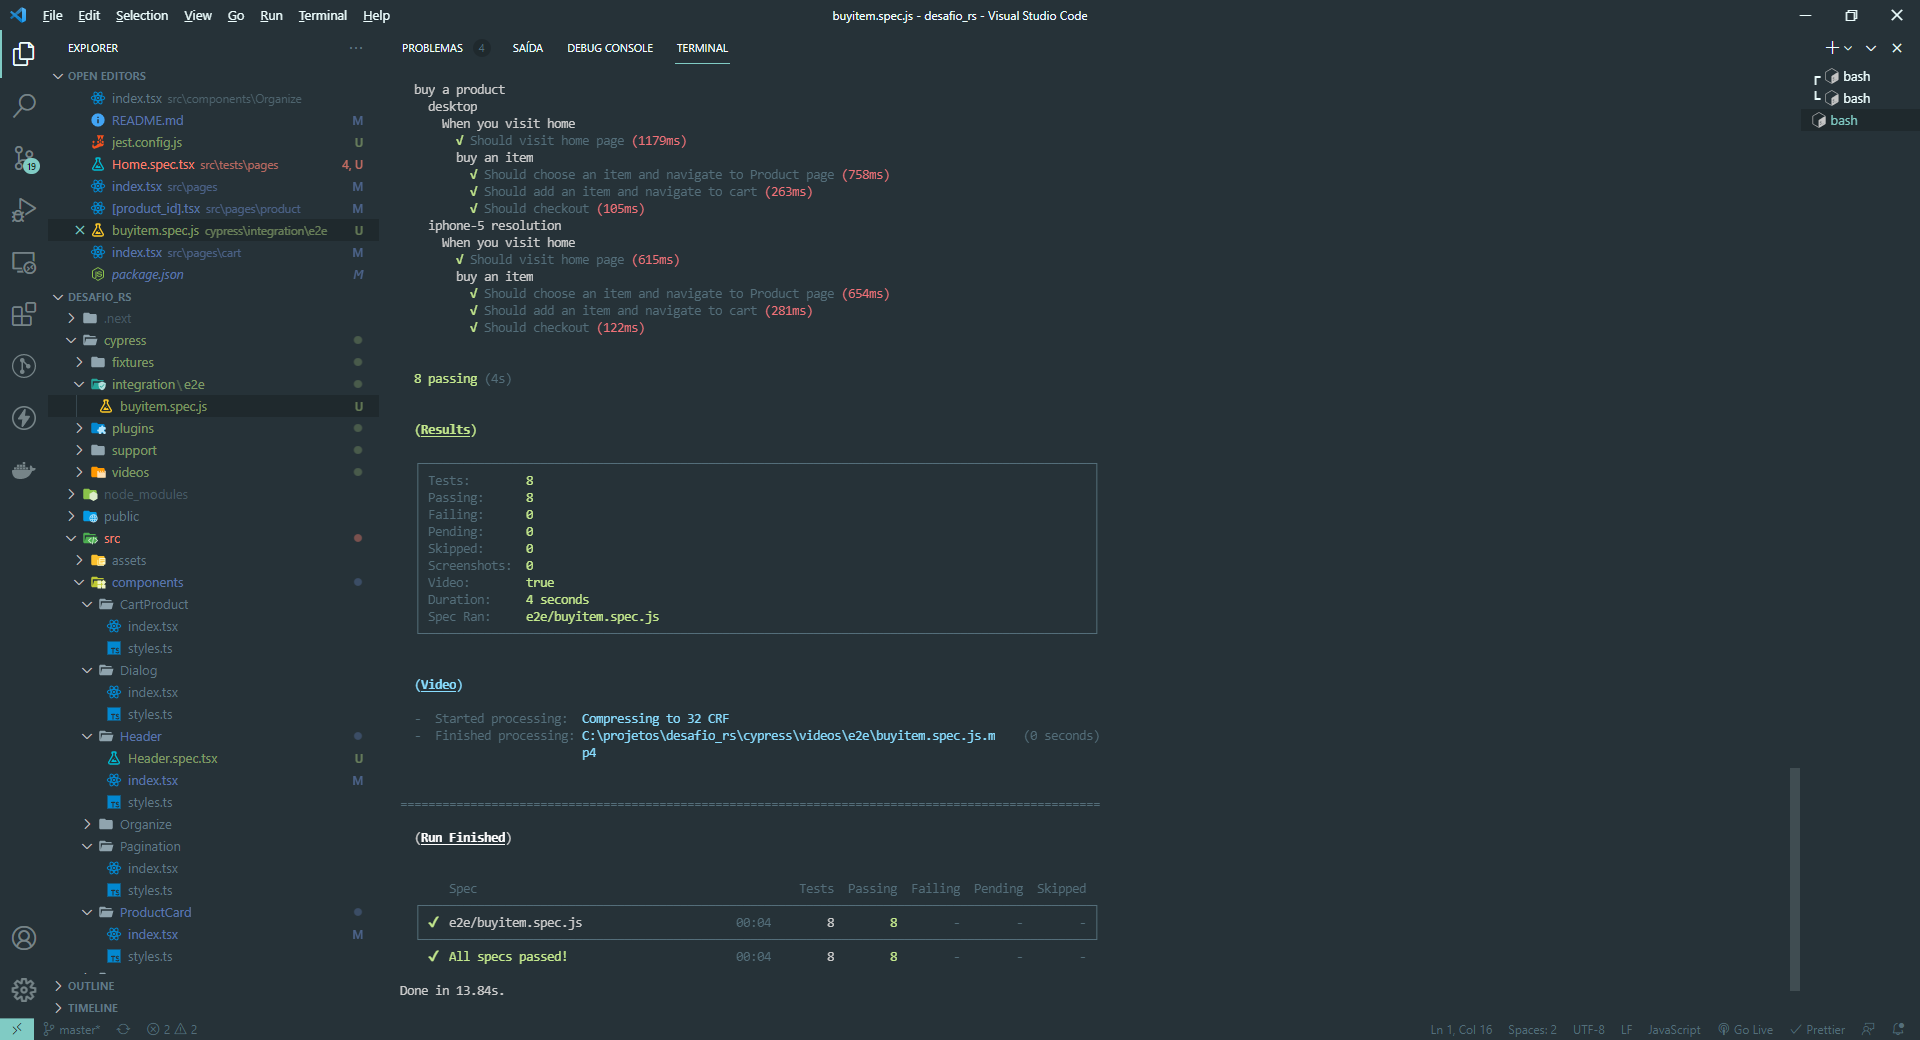 File Edit Selection View Go Run Terminal Help
buyitem.spec.js - desafio_rs - Visual Studio Code
EXPLORER
OPEN EDITORS
index.tsx src\components\Organize
README.md M
jest.config.js U
Home.spec.tsx src\tests\pages 4, U
index.tsx src\pages M
[product_id].tsx src\pages\product M
buyitem.spec.js cypress\integration\e2e U
index.tsx src\pages\cart M
package.json M
DESAFIO_RS
.next
cypress
fixtures
integration\e2e
buyitem.spec.js U
plugins
support
videos
node_modules
public
src
assets
components
CartProduct
index.tsx
styles.ts
Dialog
index.tsx
styles.ts
Header
Header.spec.tsx U
index.tsx M
styles.ts
Organize
Pagination
index.tsx
styles.ts
ProductCard
index.tsx M
styles.ts
OUTLINE
TIMELINE
19
PROBLEMAS 4 SAÍDA DEBUG CONSOLE TERMINAL
buy a product
desktop
When you visit home
√ Should visit home page (1179ms)
buy an item
√ Should choose an item and navigate to Product page (758ms)
√ Should add an item and navigate to cart (263ms)
√ Should checkout (105ms)
iphone-5 resolution
When you visit home
√ Should visit home page (615ms)
buy an item
√ Should choose an item and navigate to Product page (654ms)
√ Should add an item and navigate to cart (281ms)
√ Should checkout (122ms)
8 passing (4s)
(Results)
Tests: 8
Passing: 8
Failing: 0
Pending: 0
Skipped: 0
Screenshots: 0
Video: true
Duration: 4 seconds
Spec Ran: e2e/buyitem.spec.js
(Video)
- Started processing: Compressing to 32 CRF
- Finished processing: C:\projetos\desafio_rs\cypress\videos\e2e\buyitem.spec.js.m (0 seconds)
p4
====================================================================================================
(Run Finished)
Spec Tests Passing Failing Pending Skipped
✔ e2e/buyitem.spec.js 00:04 8 8 - - -
✔ All specs passed! 00:04 8 8 - - -
Done in 13.84s.
bash
bash
bash
master* 2 2
Ln 1, Col 16 Spaces: 2 UTF-8 LF JavaScript Go Live Prettier